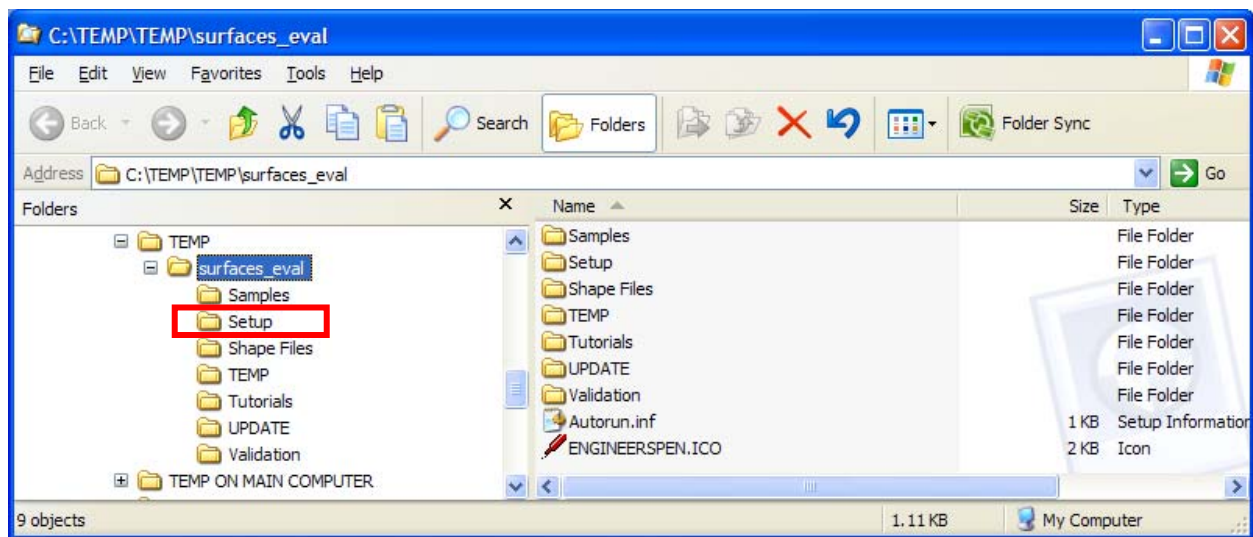 C:\TEMP\TEMP\surfaces_eval
File Edit View Favorites Tools Help
Back Search Folders Folder Sync
Address C:\TEMP\TEMP\surfaces_eval Go
Folders x Name Size Type
TEMP
surfaces_eval
Samples
Setup
Shape Files
TEMP
Tutorials
UPDATE
Validation
TEMP ON MAIN COMPUTER
Samples File Folder
Setup File Folder
Shape Files File Folder
TEMP File Folder
Tutorials File Folder
UPDATE File Folder
Validation File Folder
Autorun.inf 1 KB Setup Information
ENGINEERSPEN.ICO 2 KB Icon
9 objects 1.11 KB My Computer